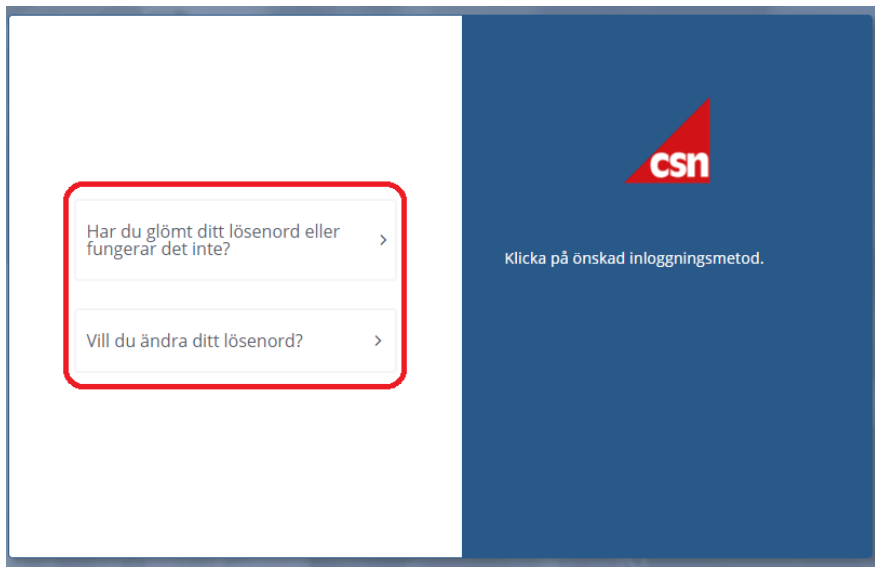 Har du glömt ditt lösenord eller
fungerar det inte?
Vill du ändra ditt lösenord?
csn
Klicka på önskad inloggningsmetod.